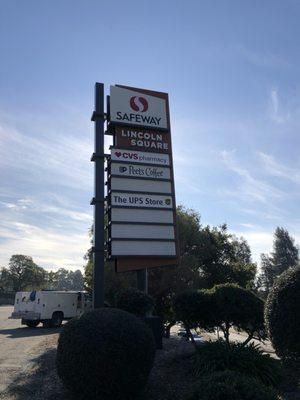 SAFEWAY
LINCOLN
SQUARE
CVS pharmacy
Peet's Coffee
The UPS Store